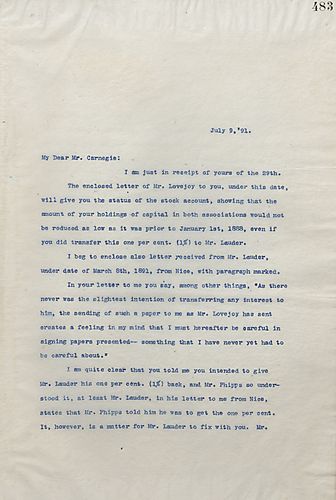 483
July 9,'91.
My Dear Mr. Carnegie:
I am just in receipt of yours of the 29th.
The enclosed letter of Mr. Lovejoy to you, under this date,
will give you the status of the stock account, showing that the
amount of your holdings of capital in both associations would not
be reduced as low as it was prior to January 1st, 1888, even if
you did transfer this one per cent. (1%) to Mr. Lauder.
I beg to enclose also letter received from Mr. Lauder,
under date of March 8th, 1891, from Nice, with paragraph marked.
In your letter to me you say, among other things, "As there
never was the slightest intention of transferring any interest to
him, the sending of such a paper to me as Mr. Lovejoy has sent
creates a feeling in my mind that I must hereafter be careful in
signing papers presented-- something that I have never yet had to
be careful about."
I am quite clear that you told me you intended to give
Mr. Lauder his one per cent. (1%) back, and Mr. Phipps so under-
stood it, at least Mr. Lauder, in his letter to me from Nice,
states that Mr. Phipps told him he was to get the one per cent.
It, however, is a matter for Mr. Lauder to fix with you. Mr.